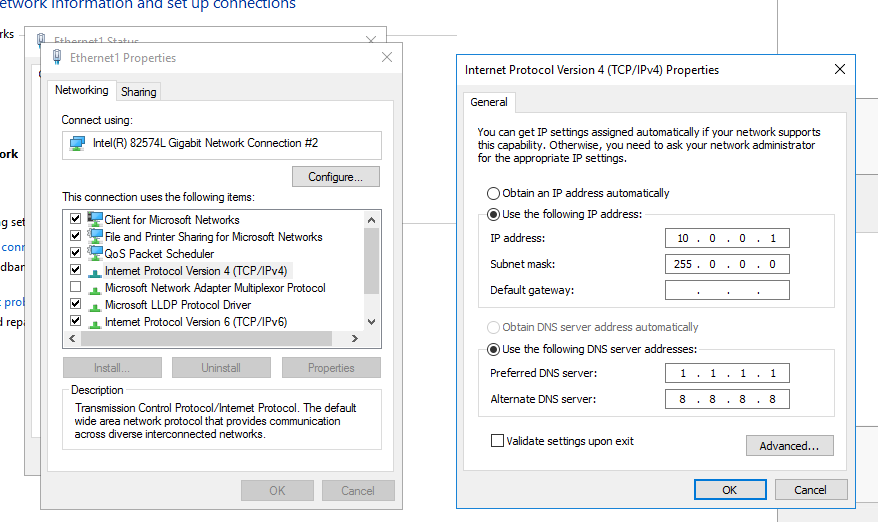 etwork information and set up connections
rks
Ethernet1 Status
Ethernet1 Properties
Networking
Sharing
Connect using:
Intel(R) 82574L Gigabit Network Connection #2
Configure...
This connection uses the following items:
Client for Microsoft Networks
File and Printer Sharing for Microsoft Networks
QoS Packet Scheduler
Internet Protocol Version 4 (TCP/IPv4)
Microsoft Network Adapter Multiplexor Protocol
Microsoft LLDP Protocol Driver
Internet Protocol Version 6 (TCP/IPv6)
Install...
Uninstall
Properties
Description
Transmission Control Protocol/Internet Protocol. The default
wide area network protocol that provides communication
across diverse interconnected networks.
OK
Cancel
ork
ng set
conn
dban
t prob
d repa
Internet Protocol Version 4 (TCP/IPv4) Properties
General
You can get IP settings assigned automatically if your network supports
this capability. Otherwise, you need to ask your network administrator
for the appropriate IP settings.
Obtain an IP address automatically
Use the following IP address:
IP address: 10 . 0 . 0 . 1
Subnet mask: 255 . 0 . 0 . 0
Default gateway: . . .
Obtain DNS server address automatically
Use the following DNS server addresses:
Preferred DNS server: 1 . 1 . 1 . 1
Alternate DNS server: 8 . 8 . 8 . 8
Validate settings upon exit
Advanced...
OK
Cancel